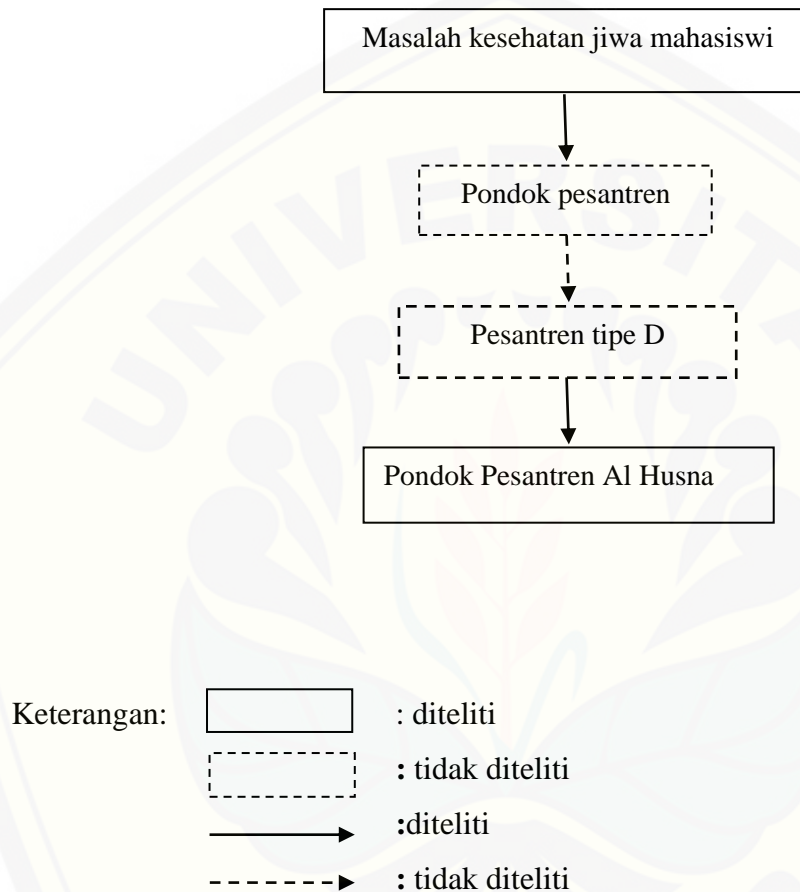 Masalah kesehatan jiwa mahasiswi
Pondok pesantren
Pesantren tipe D
Pondok Pesantren Al Husna
Keterangan:
: diteliti
: tidak diteliti
:diteliti
: tidak diteliti
UNIVERSITA